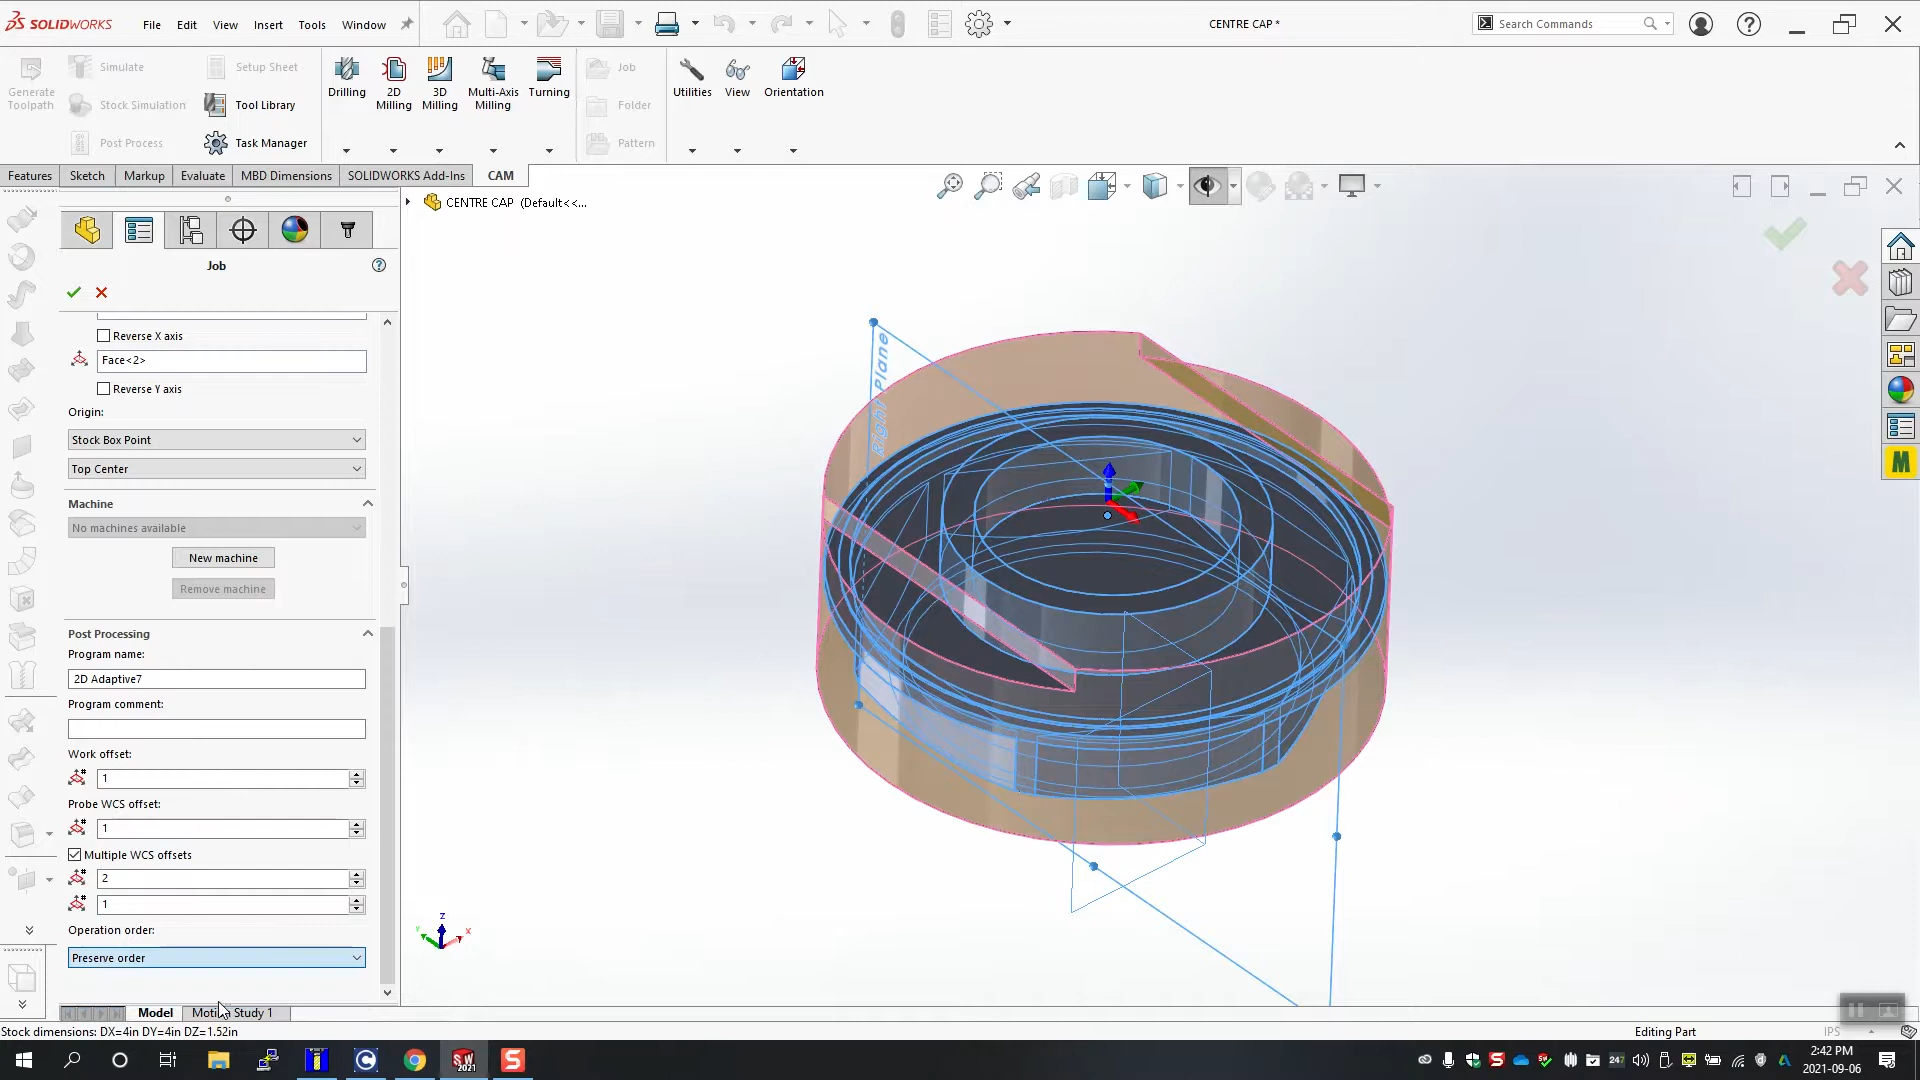 SOLIDWORKS
File
Edit
View
Insert
Tools
Window
CENTRE CAP *
Search Commands
Generate
Toolpath
Simulate
Stock Simulation
Post Process
Setup Sheet
Tool Library
Task Manager
Drilling
2D
Milling
3D
Milling
Multi-Axis
Milling
Turning
Job
Folder
Pattern
Utilities
View
Orientation
Features
Sketch
Markup
Evaluate
MBD Dimensions
SOLIDWORKS Add-Ins
CAM
CENTRE CAP (Default<<...
Job
Reverse X axis
Face<2>
Reverse Y axis
Origin:
Stock Box Point
Top Center
Machine
No machines available
New machine
Remove machine
Post Processing
Program name:
2D Adaptive7
Program comment:
Work offset:
1
Probe WCS offset:
1
Multiple WCS offsets
2
1
Operation order:
Preserve order
Right Plane
Z
Y
X
Model
Motion Study 1
Stock dimensions: DX=4in DY=4in DZ=1.52in
Editing Part
IPS
SW
2021
247
2:42 PM
2021-09-06